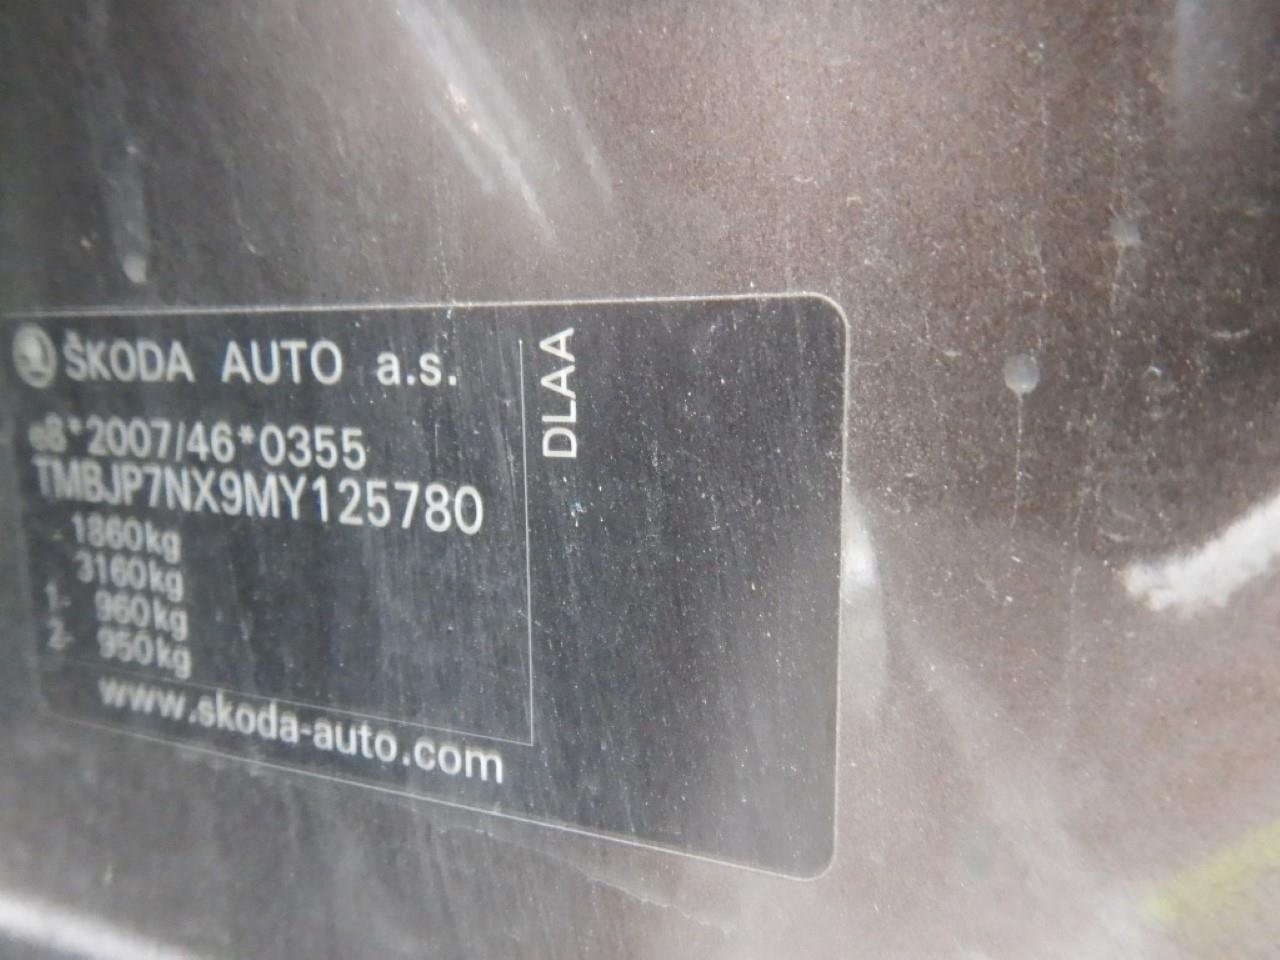 ŠKODA AUTO a.s.
e8*2007/46*0355
TMBJP7NX9MY125780
- 1860kg
3160kg
1- 960kg
2- 950kg
www.skoda-auto.com
DLAA